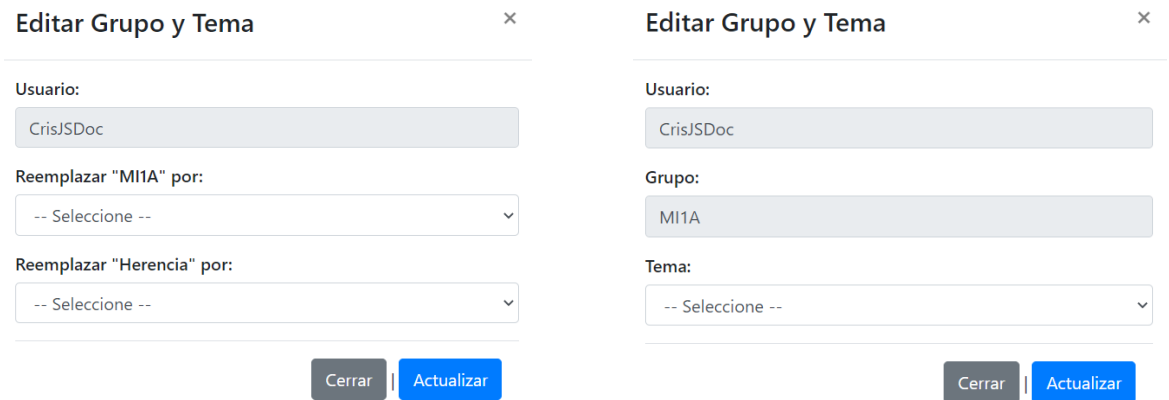 Editar Grupo y Tema ×
Usuario:
CrisJSDoc
Reemplazar "MI1A" por:
-- Seleccione --
Reemplazar "Herencia" por:
-- Seleccione --
Cerrar | Actualizar
Editar Grupo y Tema ×
Usuario:
CrisJSDoc
Grupo:
MI1A
Tema:
-- Seleccione --
Cerrar | Actualizar